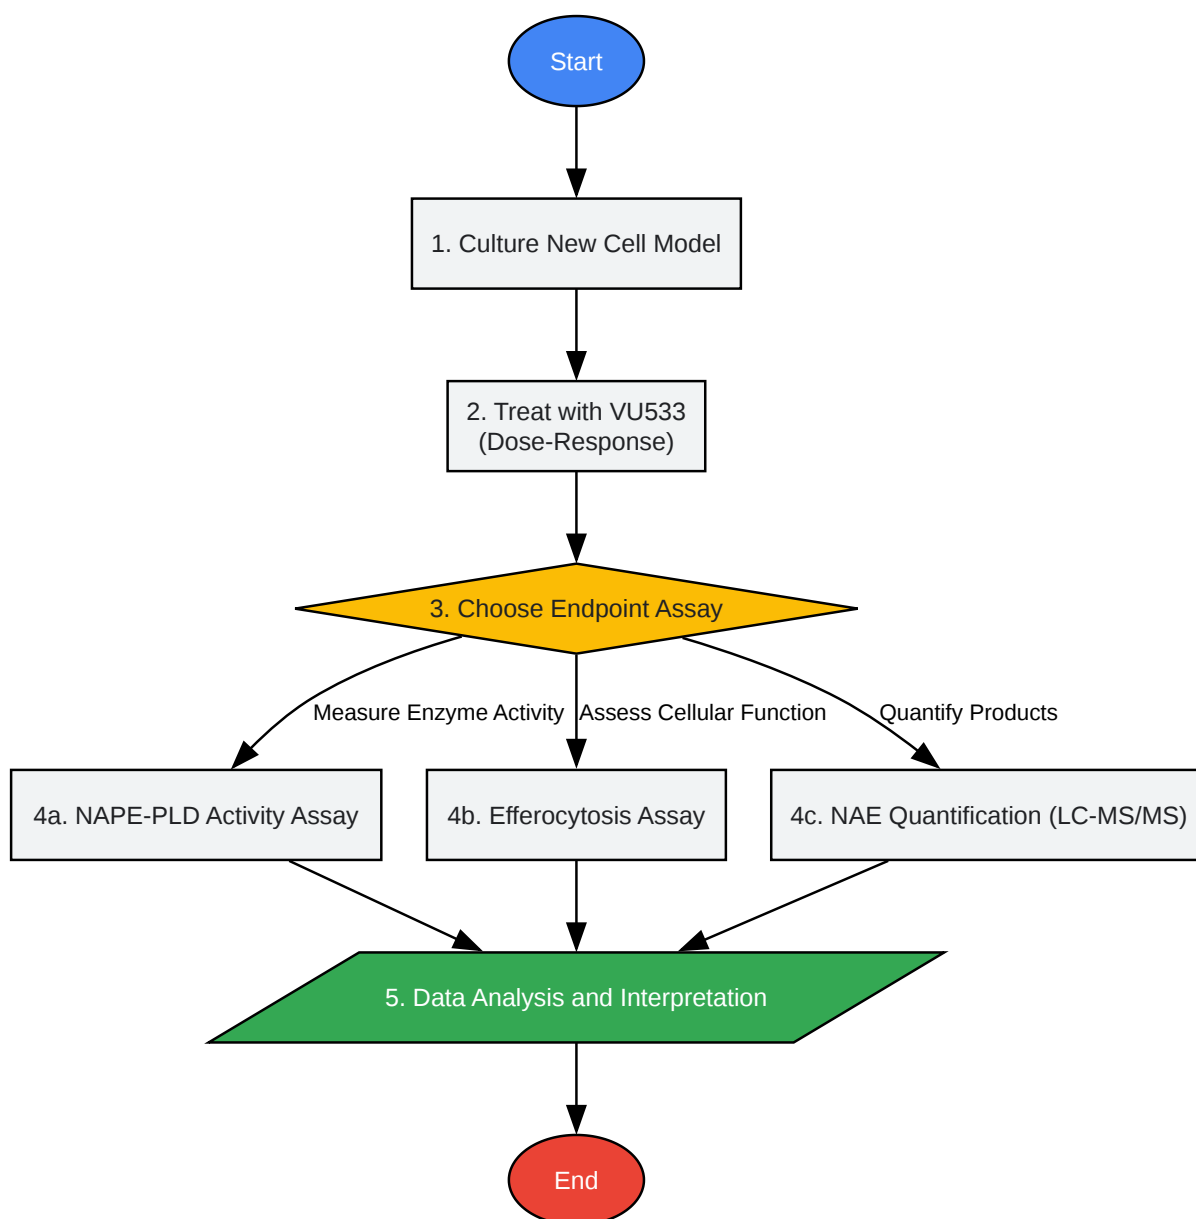 Start
1. Culture New Cell Model
2. Treat with VU533
(Dose-Response)
3. Choose Endpoint Assay
Measure Enzyme Activity
Assess Cellular Function
Quantify Products
4a. NAPE-PLD Activity Assay
4b. Efferocytosis Assay
4c. NAE Quantification (LC-MS/MS)
5. Data Analysis and Interpretation
End